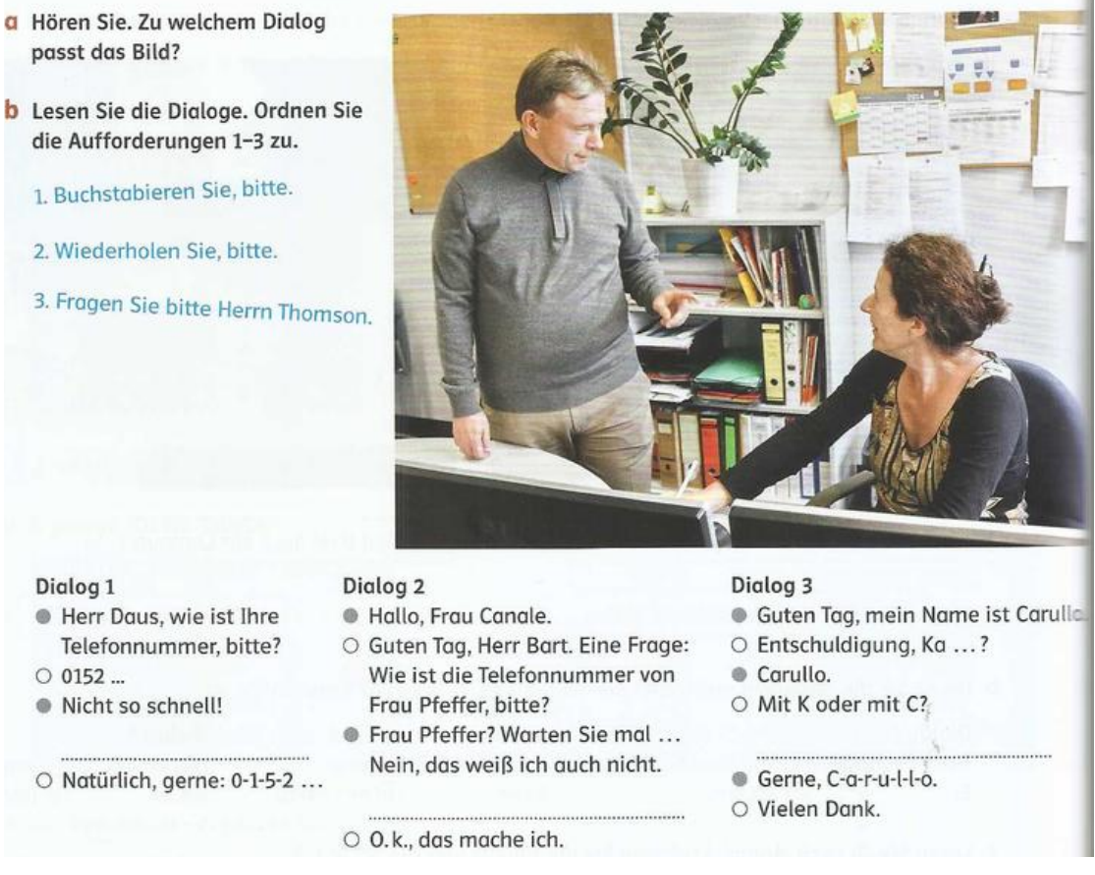 a Hören Sie. Zu welchem Dialog
passt das Bild?
b Lesen Sie die Dialoge. Ordnen Sie
die Aufforderungen 1–3 zu.
1. Buchstabieren Sie, bitte.
2. Wiederholen Sie, bitte.
3. Fragen Sie bitte Herrn Thomson.
Dialog 1
Herr Daus, wie ist Ihre
Telefonnummer, bitte?
0152 ...
Nicht so schnell!
Natürlich, gerne: 0-1-5-2 ...
Dialog 2
Hallo, Frau Canale.
Guten Tag, Herr Bart. Eine Frage:
Wie ist die Telefonnummer von
Frau Pfeffer, bitte?
Frau Pfeffer? Warten Sie mal ...
Nein, das weiß ich auch nicht.
O.k., das mache ich.
Dialog 3
Guten Tag, mein Name ist Carullo.
Entschuldigung, Ka ...?
Carullo.
Mit K oder mit C?
Gerne, C-a-r-u-l-l-o.
Vielen Dank.